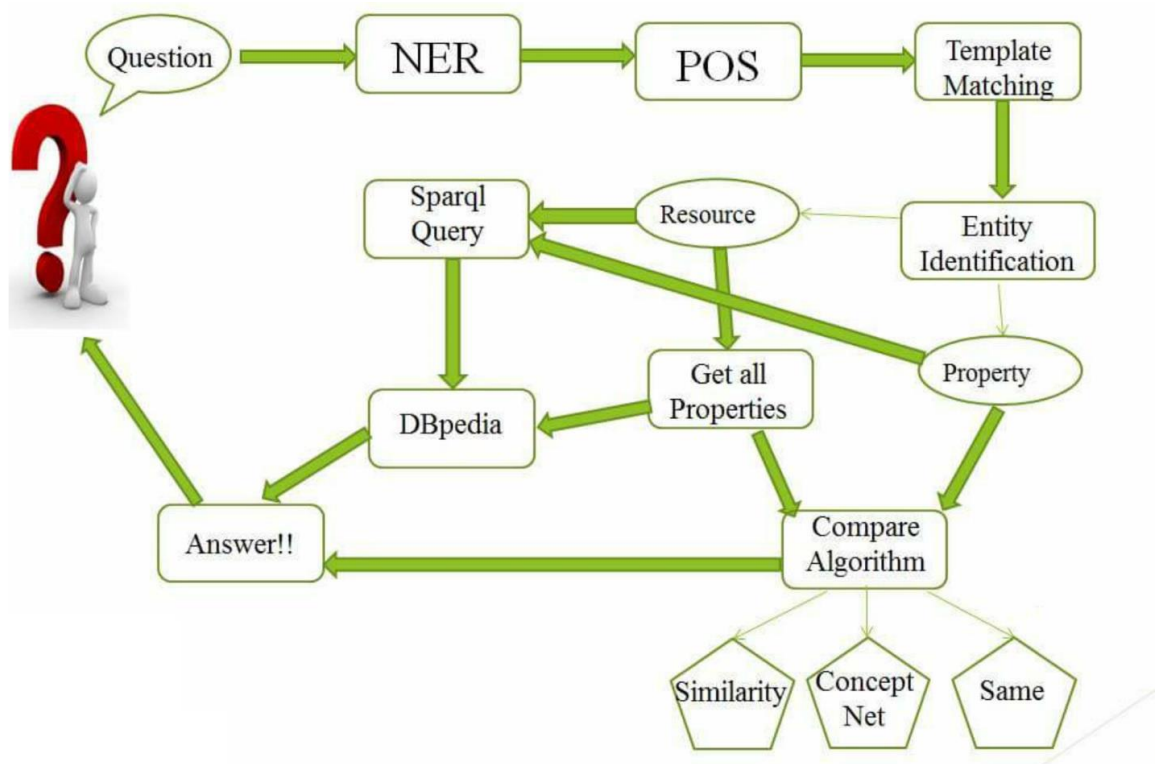 Question
NER
POS
Template
Matching
Sparql
Query
Resource
Entity
Identification
Get all
Properties
Property
DBpedia
Answer!!
Compare
Algorithm
Similarity
Concept
Net
Same